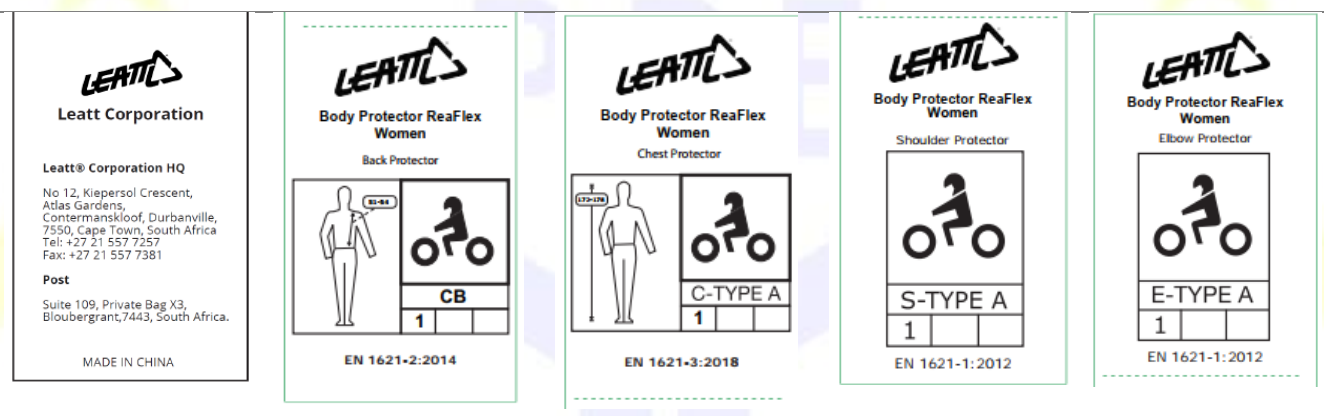 LEATT
Leatt Corporation
Leatt® Corporation HQ
No 12, Kiepersol Crescent,
Atlas Gardens,
Contermanskloof, Durbanville,
7550, Cape Town, South Africa
Tel: +27 21 557 7257
Fax: +27 21 557 7381
Post
Suite 109, Private Bag X3,
Bloubergrant,7443, South Africa.
MADE IN CHINA
LEATT
Body Protector ReaFlex
Women
Back Protector
51-54
CB
1
EN 1621-2:2014
LEATT
Body Protector ReaFlex
Women
Chest Protector
172-178
C-TYPE A
1
EN 1621-3:2018
LEATT
Body Protector ReaFlex
Women
Shoulder Protector
S-TYPE A
1
EN 1621-1:2012
LEATT
Body Protector ReaFlex
Women
Elbow Protector
E-TYPE A
1
EN 1621-1:2012